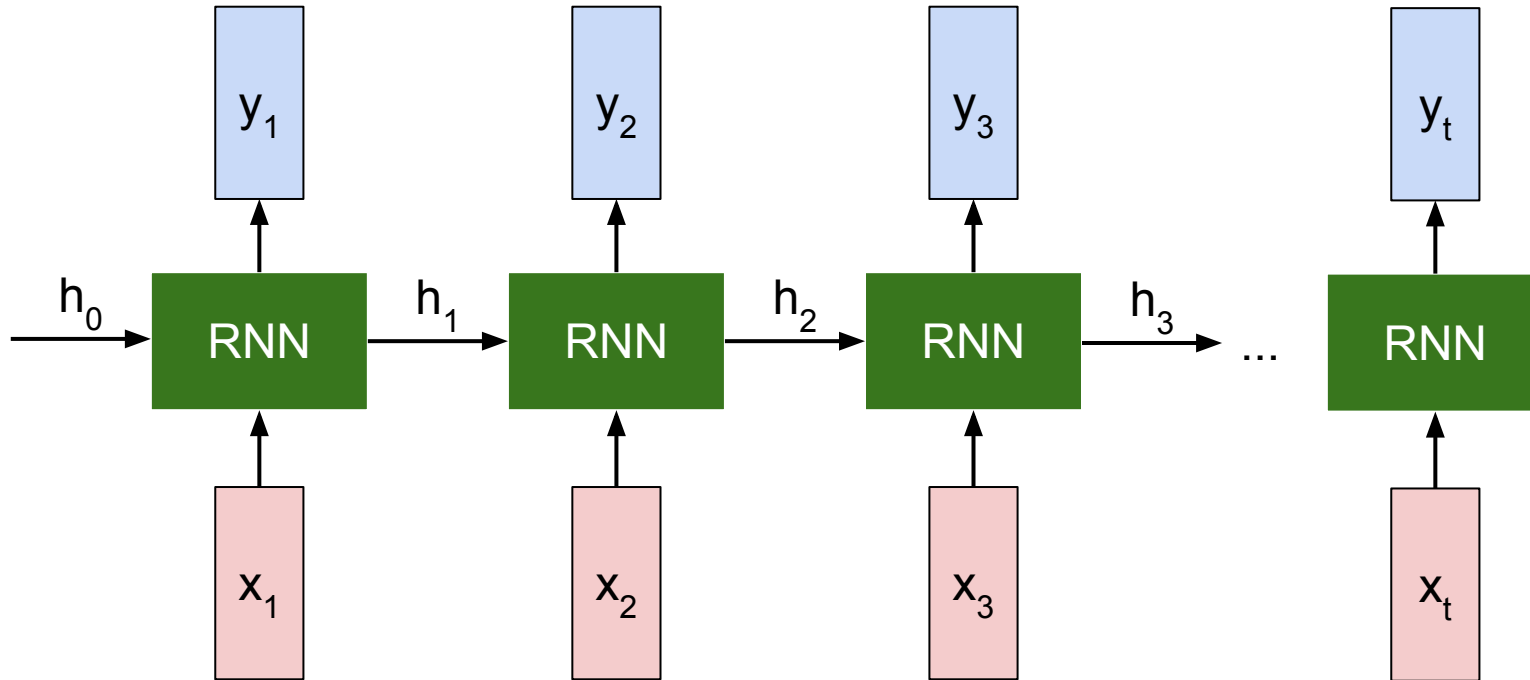 y₁ y₂ y₃ yₜ
h₀ RNN h₁ RNN h₂ RNN h₃ ... RNN
x₁ x₂ x₃ xₜ